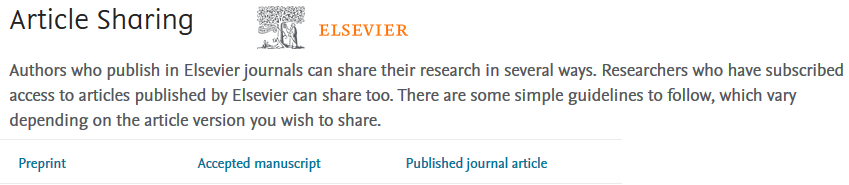 Article Sharing
ELSEVIER
Authors who publish in Elsevier journals can share their research in several ways. Researchers who have subscribed
access to articles published by Elsevier can share too. There are some simple guidelines to follow, which vary
depending on the article version you wish to share.
Preprint Accepted manuscript Published journal article